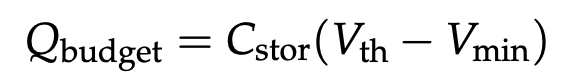 Q_budget = C_stor(V_th − V_min)